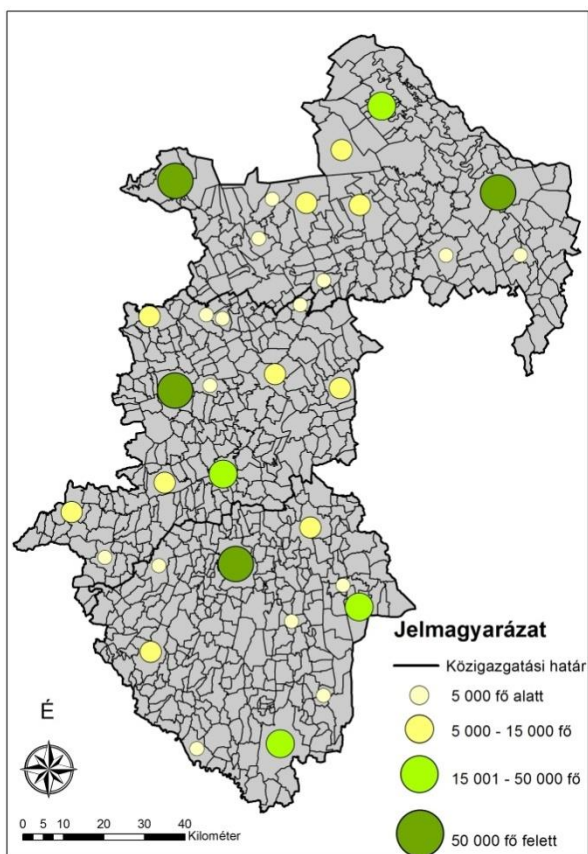 Jelmagyarázat
Közigazgatási határ
5 000 fő alatt
5 000 - 15 000 fő
15 001 - 50 000 fő
50 000 fő felett
É
0 5 10 20 30 40
Kilométer